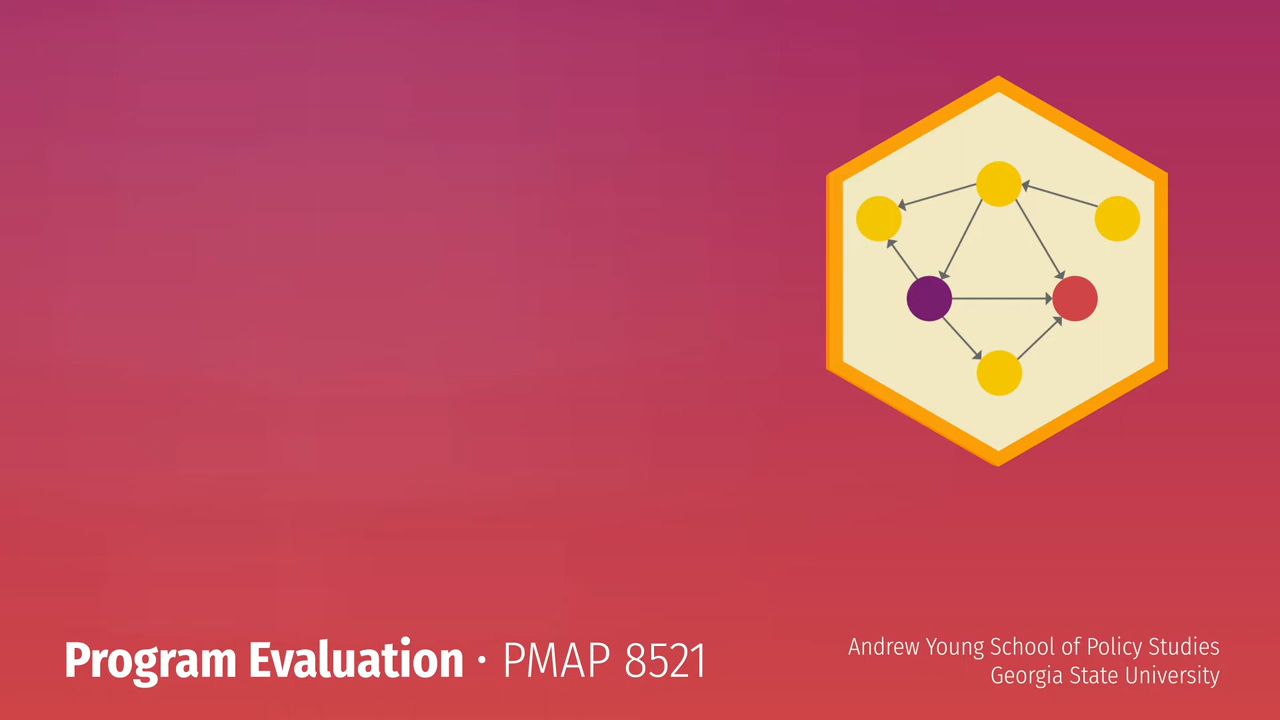 Program Evaluation · PMAP 8521
Andrew Young School of Policy Studies
Georgia State University